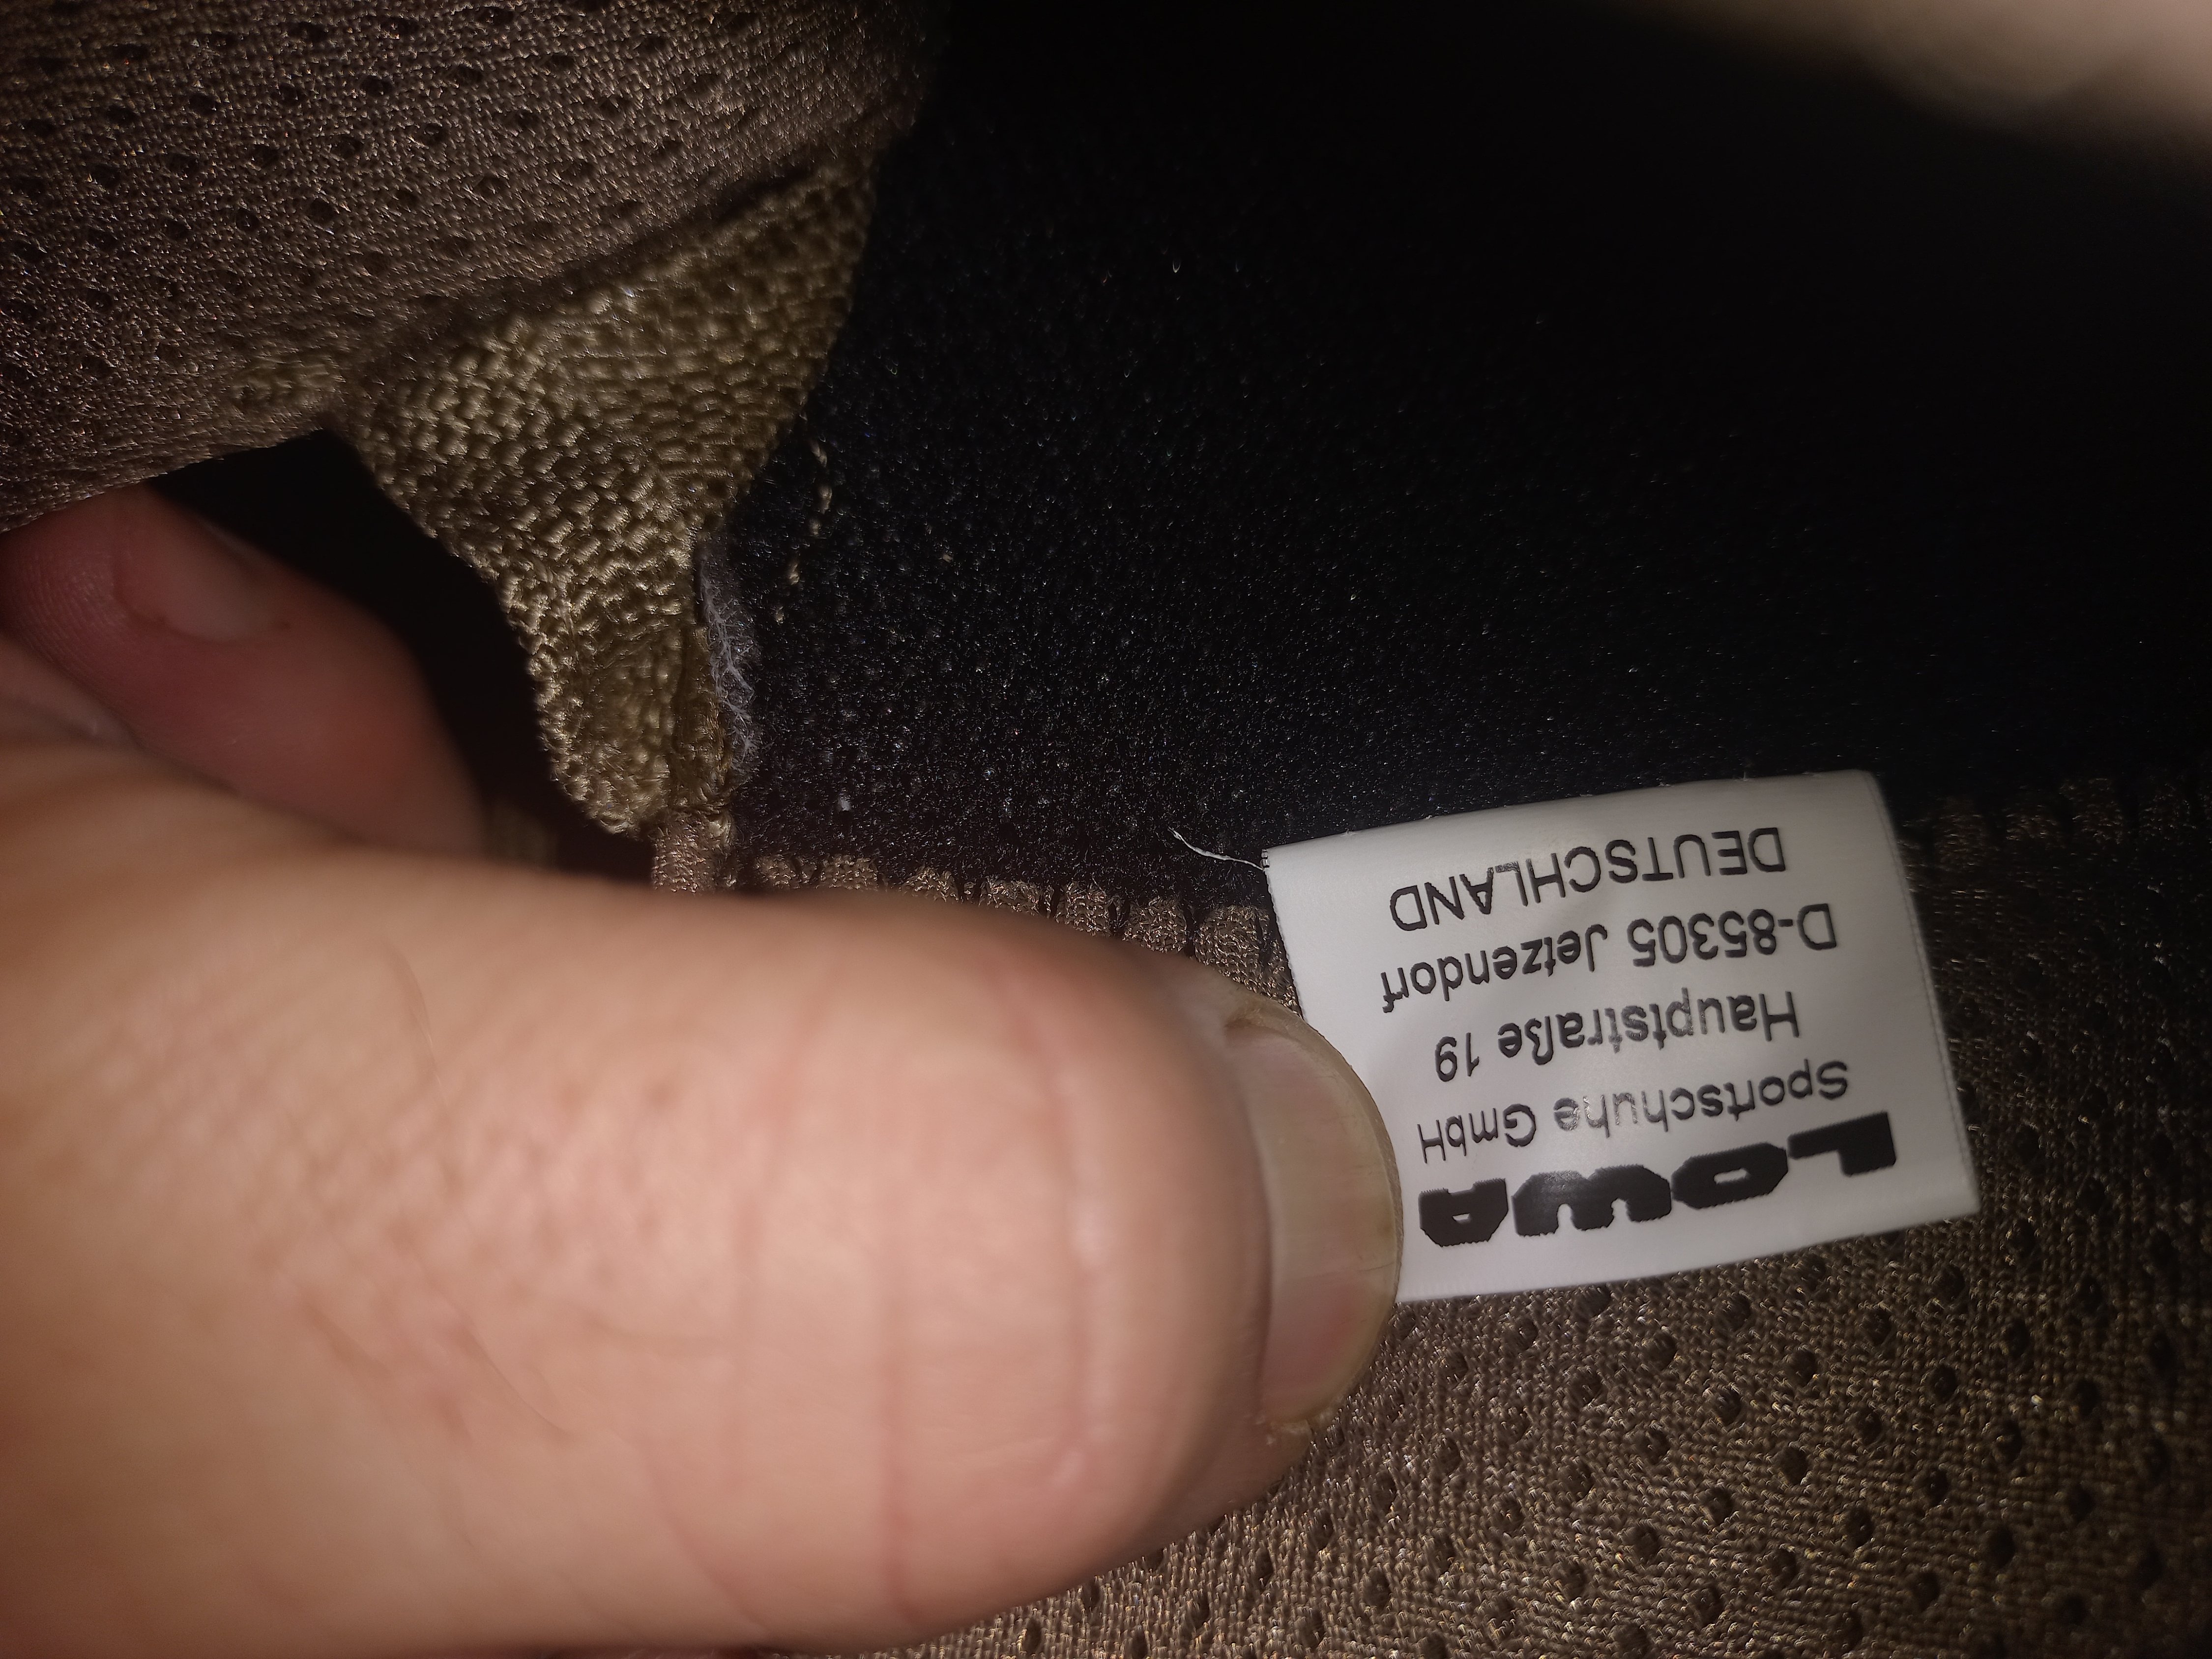 LOWA
Sportschuhe GmbH
Hauptstraße 19
D-85305 Jetzendorf
DEUTSCHLAND